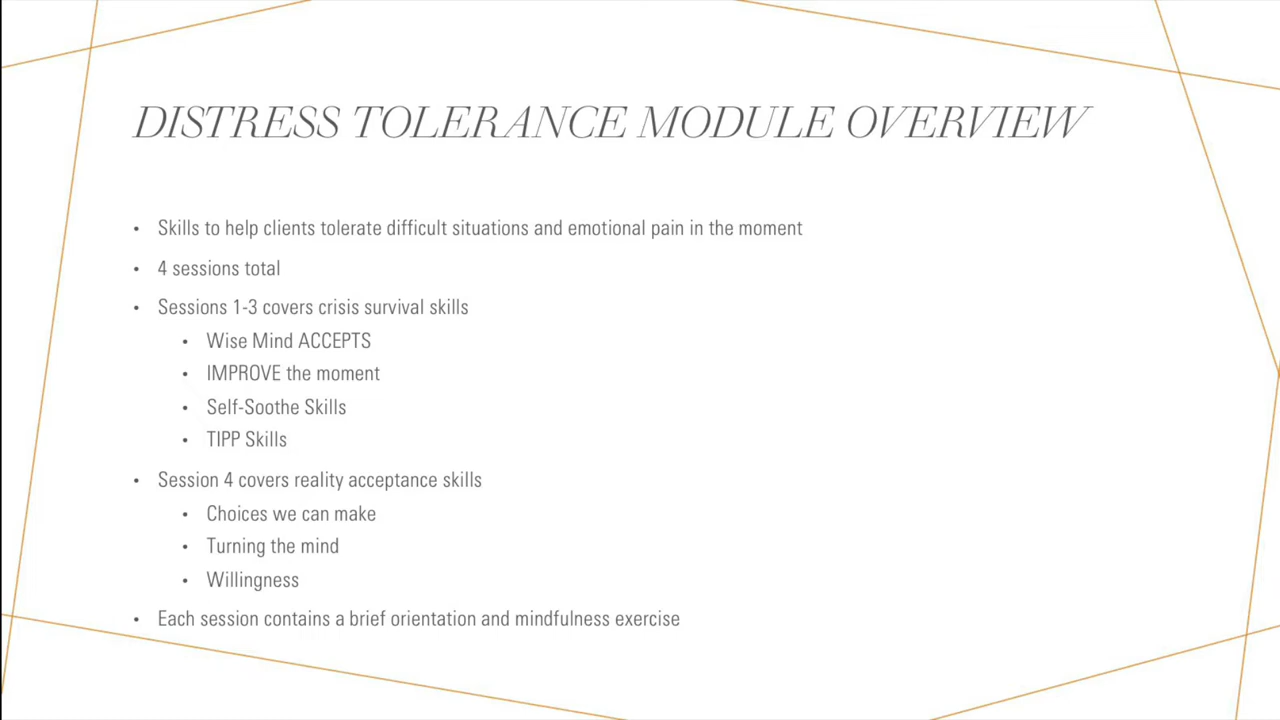 DISTRESS TOLERANCE MODULE OVERVIEW
• Skills to help clients tolerate difficult situations and emotional pain in the moment
• 4 sessions total
• Sessions 1-3 covers crisis survival skills
• Wise Mind ACCEPTS
• IMPROVE the moment
• Self-Soothe Skills
• TIPP Skills
• Session 4 covers reality acceptance skills
• Choices we can make
• Turning the mind
• Willingness
• Each session contains a brief orientation and mindfulness exercise